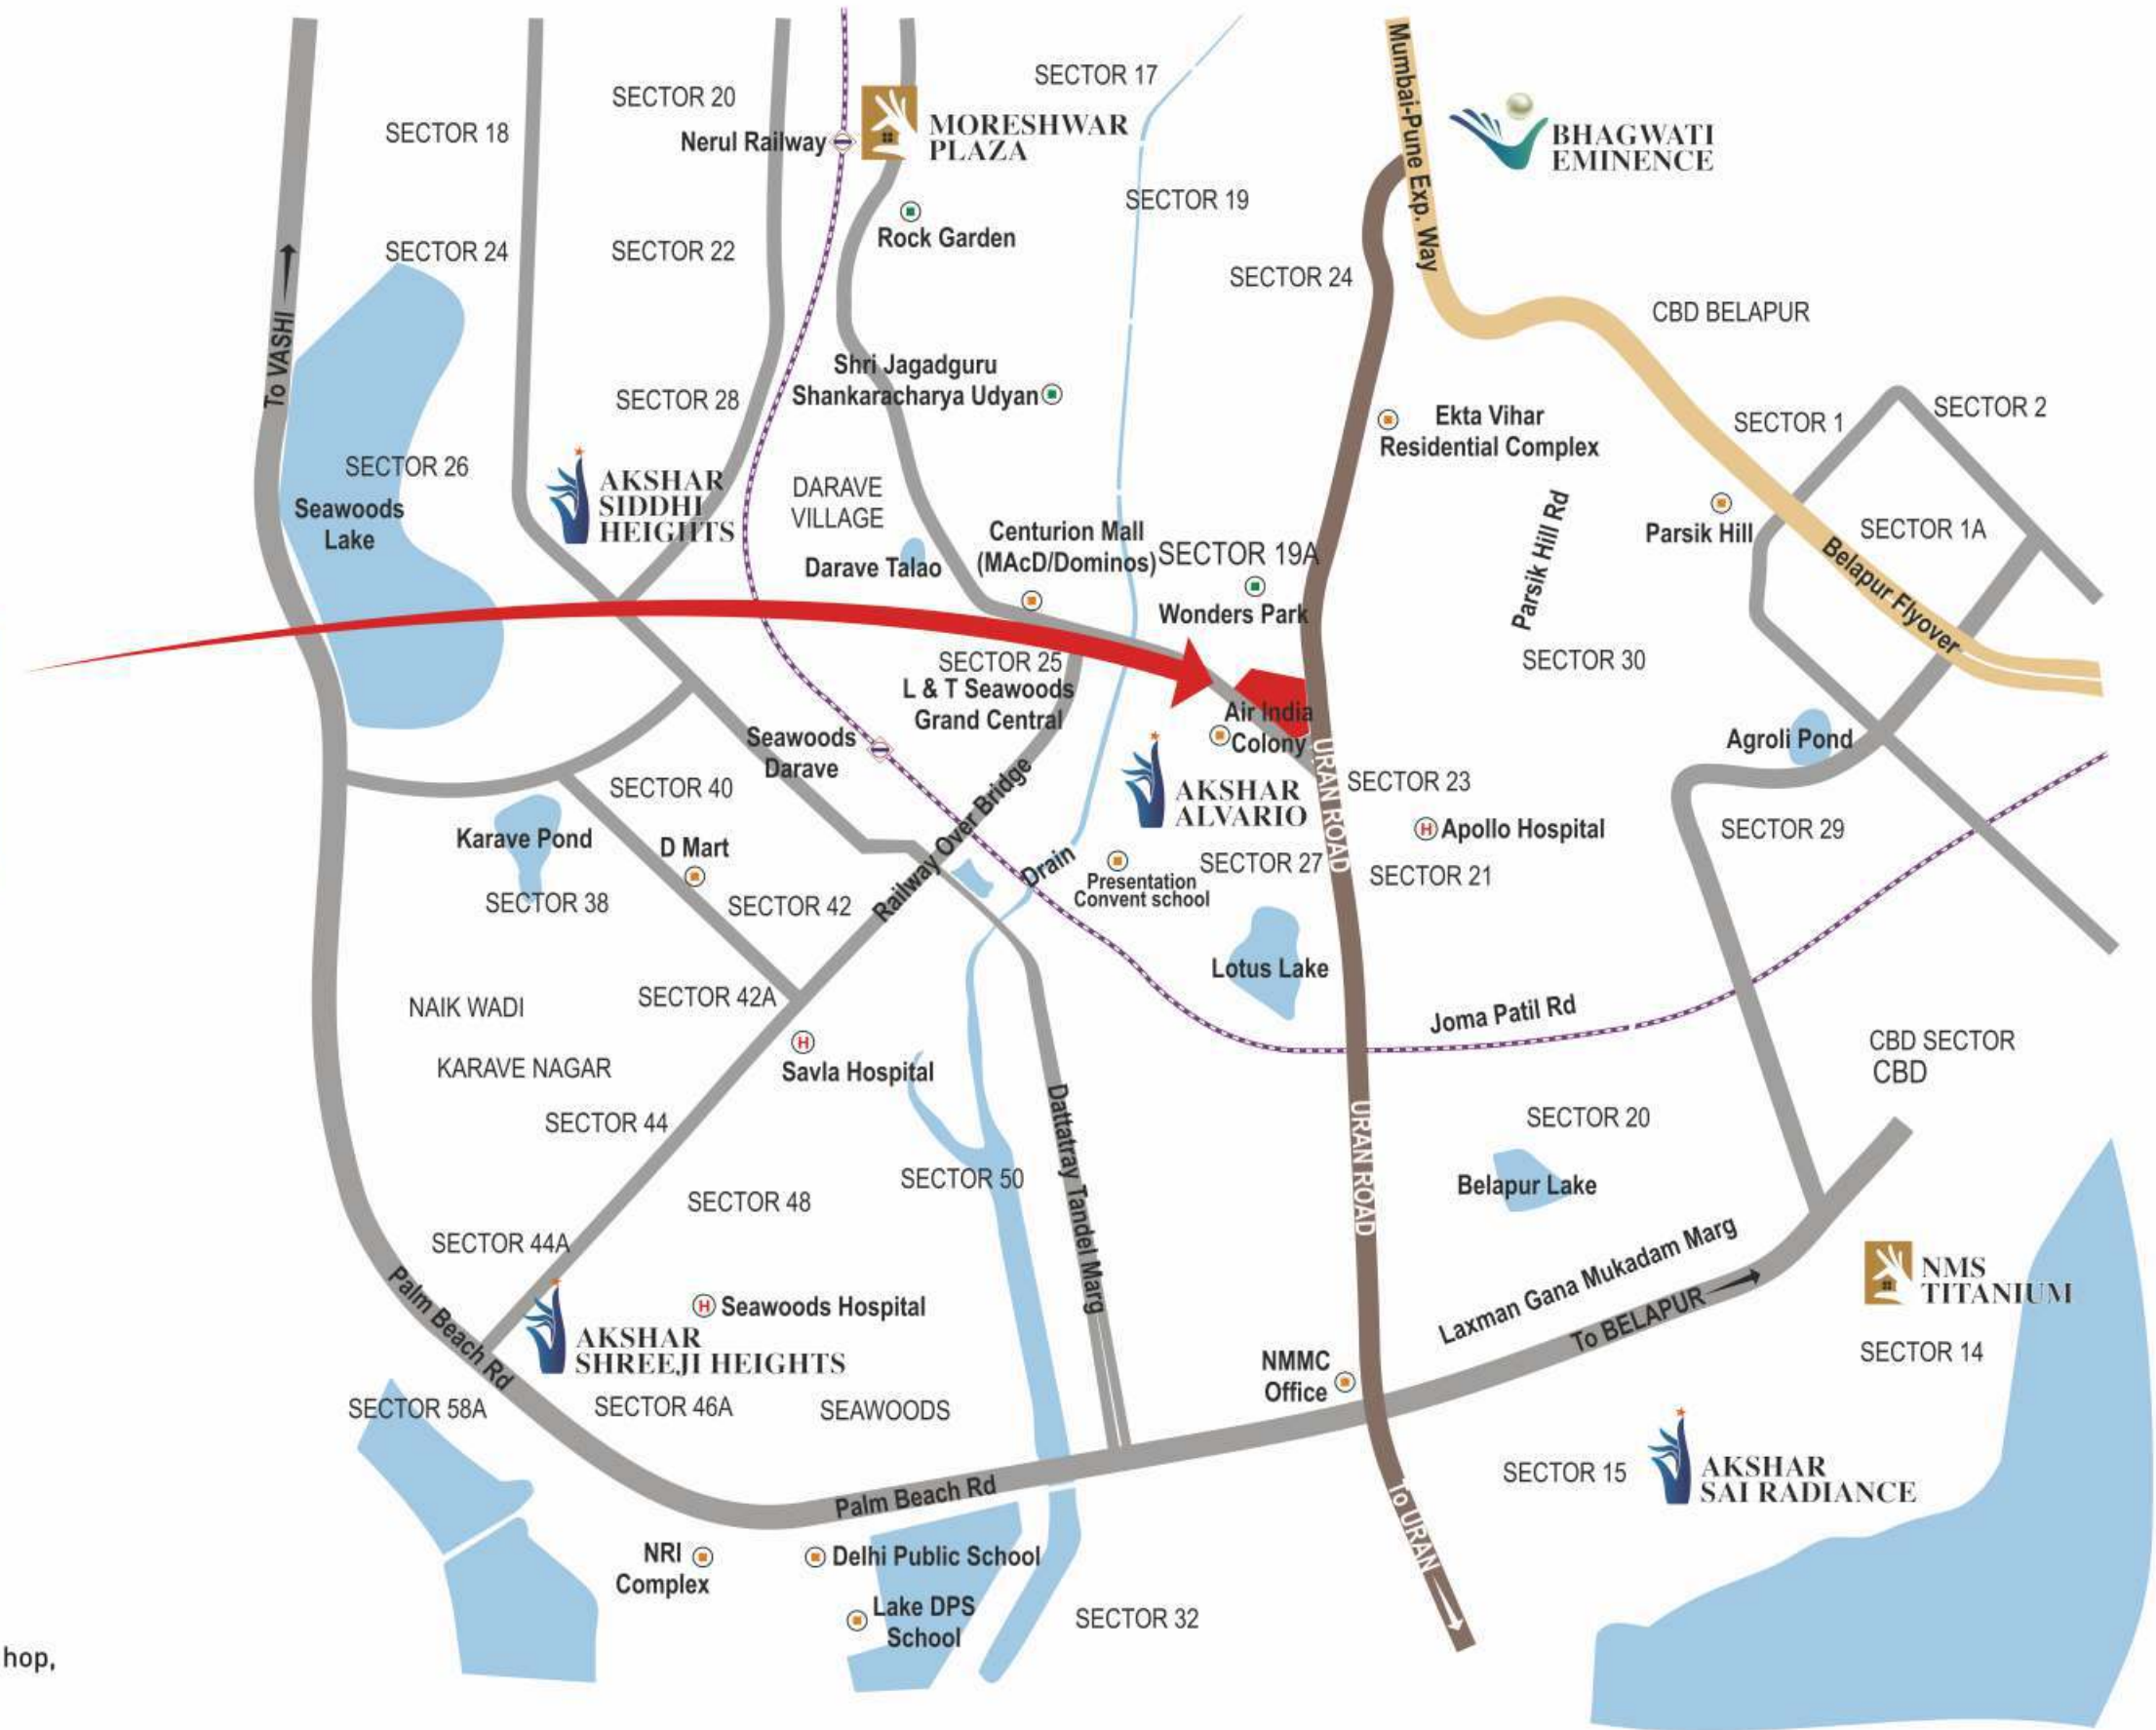 SECTOR 17
Mumbai-Pune Exp. Way
SECTOR 20
SECTOR 18
Nerul Railway
MORESHWAR
PLAZA
BHAGWATI
EMINENCE
SECTOR 19
Rock Garden
SECTOR 24
SECTOR 22
SECTOR 24
CBD BELAPUR
To VASHI
Shri Jagadguru
Shankaracharya Udyan
SECTOR 28
Ekta Vihar
Residential Complex
SECTOR 1
SECTOR 2
SECTOR 26
Seawoods
Lake
AKSHAR
SIDDHI
HEIGHTS
DARAVE
VILLAGE
Darave Talao
Centurion Mall
(MAcD/Dominos)
SECTOR 19A
Wonders Park
Parsik Hill Rd
Parsik Hill
SECTOR 1A
Belapur Flyover
SECTOR 30
SECTOR 25
L & T Seawoods
Grand Central
Air India
Colony
Seawoods
Darave
Agroli Pond
URAN ROAD
SECTOR 23
AKSHAR
ALVARIO
SECTOR 40
Karave Pond
D Mart
Railway Over Bridge
Drain
Apollo Hospital
SECTOR 29
SECTOR 27
SECTOR 21
Presentation
Convent school
SECTOR 38
SECTOR 42
Lotus Lake
NAIK WADI
SECTOR 42A
Joma Patil Rd
Savla Hospital
KARAVE NAGAR
CBD SECTOR
CBD
SECTOR 44
Dattatray Tandel Marg
URAN ROAD
SECTOR 20
SECTOR 50
SECTOR 48
Belapur Lake
SECTOR 44A
Palm Beach Rd
Laxman Gana Mukadam Marg
To BELAPUR
NMS
TITANIUM
Seawoods Hospital
AKSHAR
SHREEJI HEIGHTS
SECTOR 14
NMMC
Office
SECTOR 58A
SECTOR 46A
SEAWOODS
SECTOR 15
AKSHAR
SAI RADIANCE
Palm Beach Rd
To URAN
NRI
Complex
Delhi Public School
Lake DPS
School
SECTOR 32
hop,